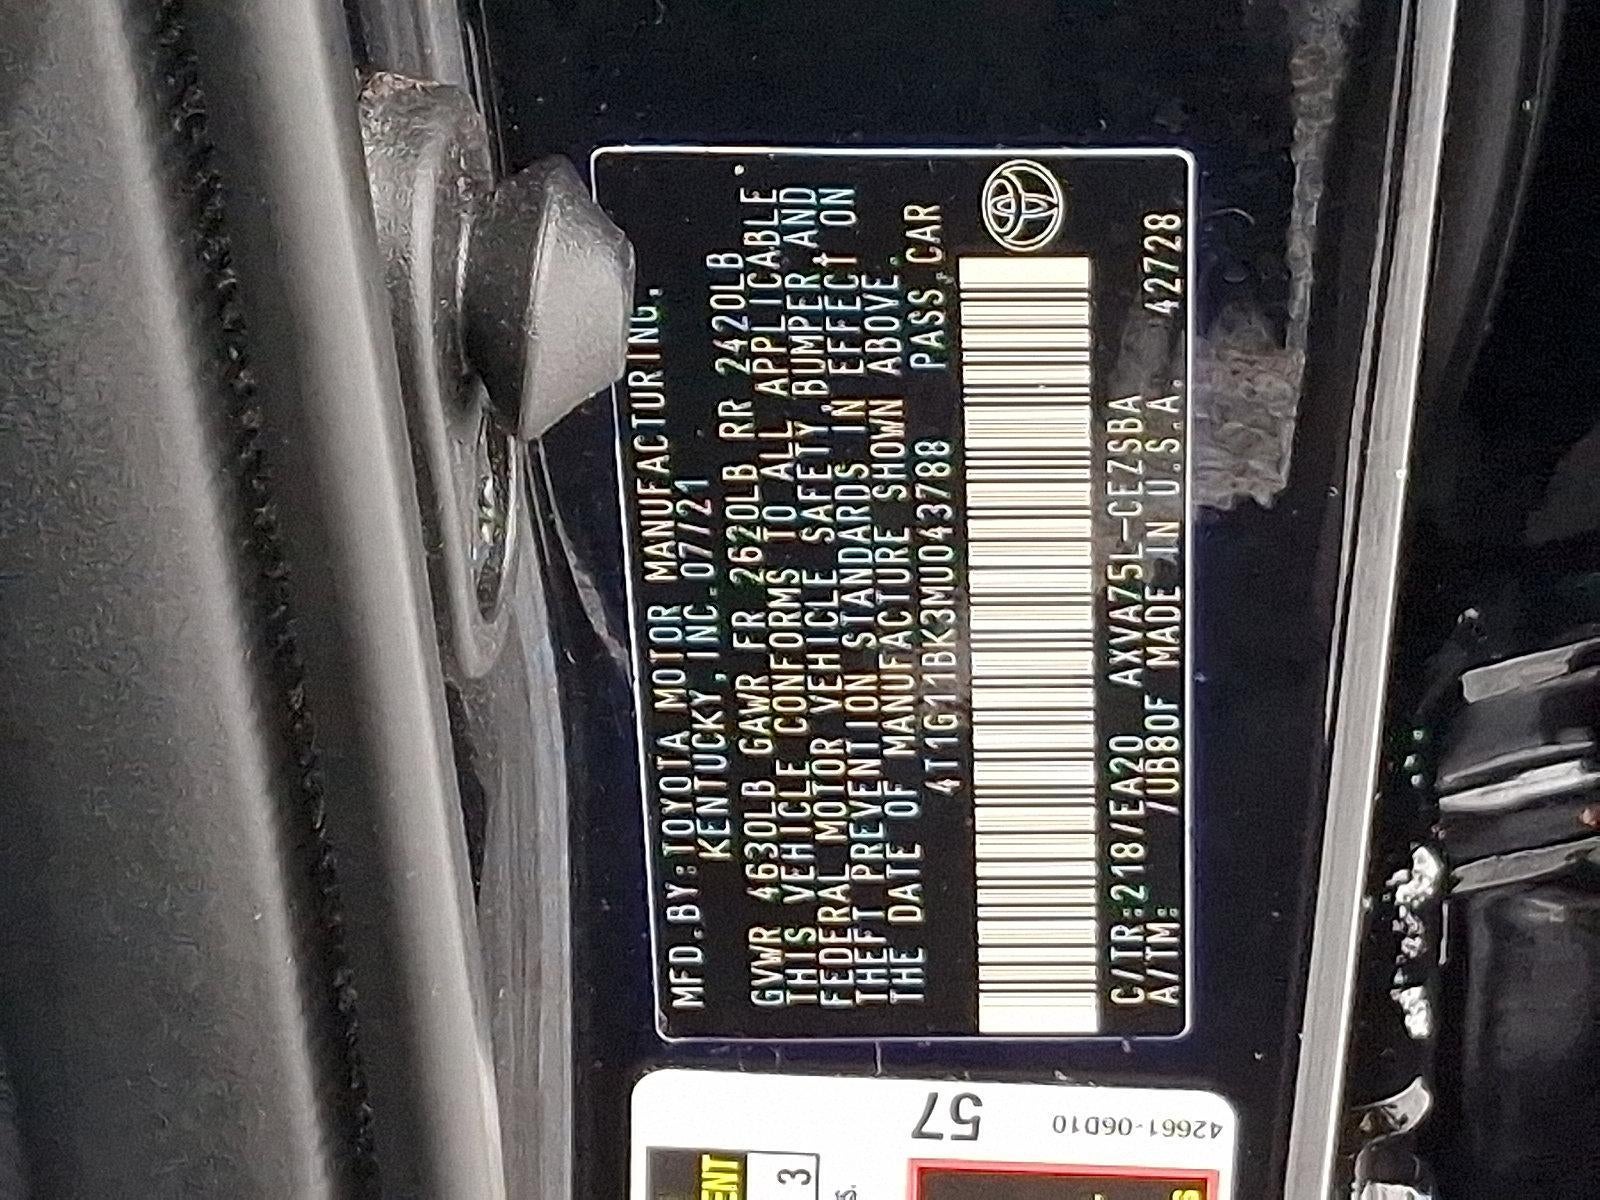 MFD.BY:TOYOTA MOTOR MANUFACTURING,
KENTUCKY,INC. 07/21
GVWR 4630LB GAWR FR 2620LB RR 2420LB
THIS VEHICLE CONFORMS TO ALL APPLICABLE
FEDERAL MOTOR VEHICLE SAFETY,BUMPER,AND
THEFT PREVENTION STANDARDS IN EFFECT ON
THE DATE OF MANUFACTURE SHOWN ABOVE.
4T1G11BK3MU043788 PASS.CAR
C/TR:218/EA20 AXVA75L-CEZSBA
A/TM: /UB80F MADE IN U.S.A. 42728
57
42661-06D10
ENT
3